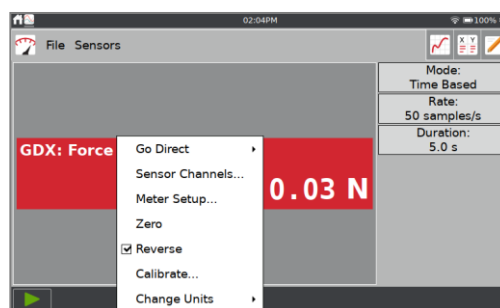 02:04PM
100%
File Sensors
X Y
Mode:
Time Based
Rate:
50 samples/s
Duration:
5.0 s
GDX: Force
0.03 N
Go Direct
Sensor Channels...
Meter Setup...
Zero
Reverse
Calibrate...
Change Units